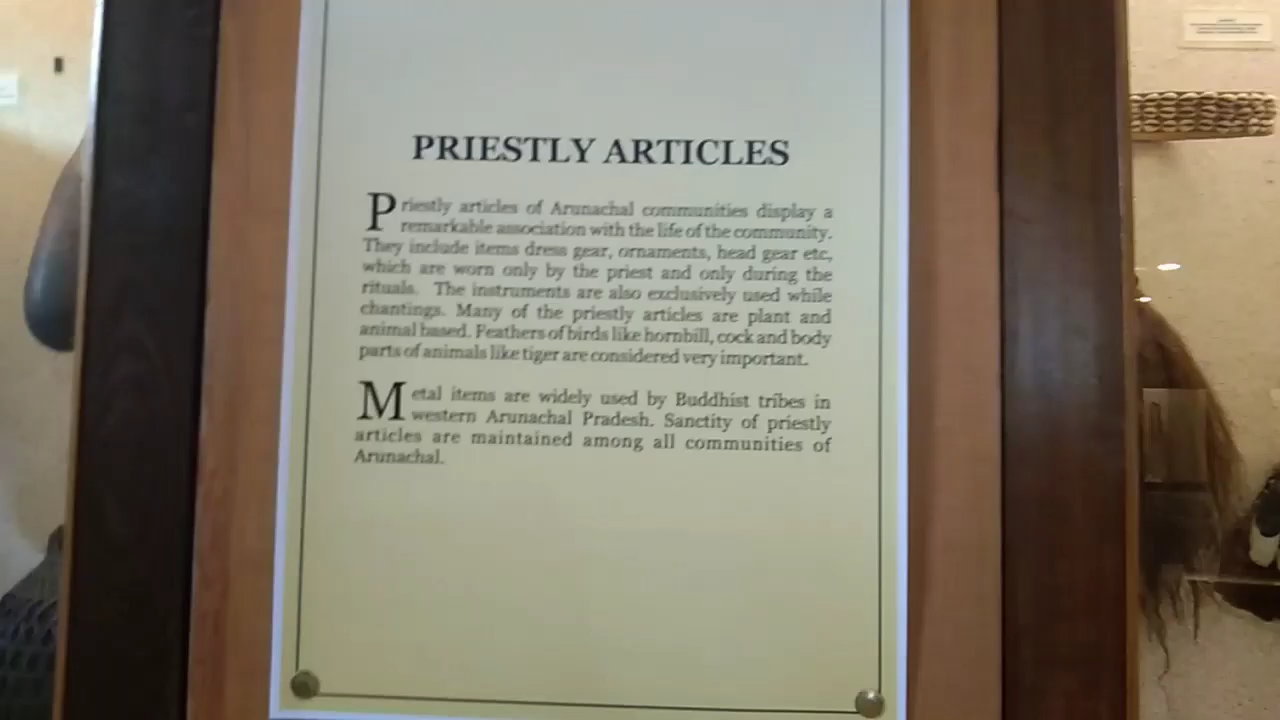 PRIESTLY ARTICLES
Priestly articles of Arunachal communities display a
remarkable association with the life of the community.
They include items dress gear, ornaments, head gear etc,
which are worn only by the priest and only during the
rituals. The instruments are also exclusively used while
chantings. Many of the priestly articles are plant and
animal based. Feathers of birds like hornbill, cock and body
parts of animals like tiger are considered very important.
Metal items are widely used by Buddhist tribes in
western Arunachal Pradesh. Sanctity of priestly
articles are maintained among all communities of
Arunachal.